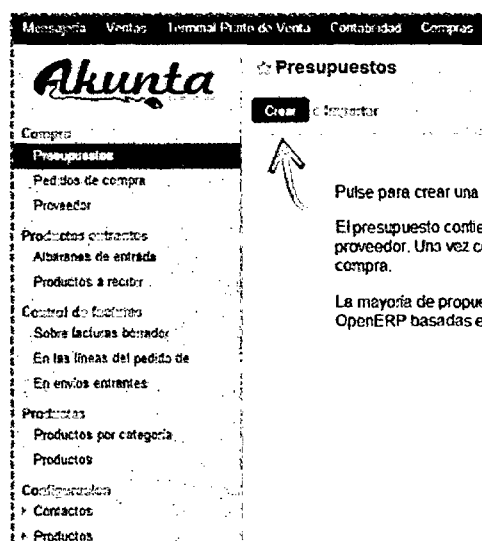 Mensajería Ventas Terminal Punto de Venta Contabilidad Compras
Akunta
☆ Presupuestos
Crear o Importar
Compra
Presupuestos
Pedidos de compra
Proveedor
Productos entrantes
Albaranes de entrada
Productos a recibir
Control de facturas
Sobre facturas borrador
En las líneas del pedido de
En envíos entrantes
Productos
Productos por categoría
Productos
Configuración
Contactos
Productos
Pulse para crear una
El presupuesto contie
proveedor. Una vez co
compra.
La mayoría de propue
OpenERP basadas e